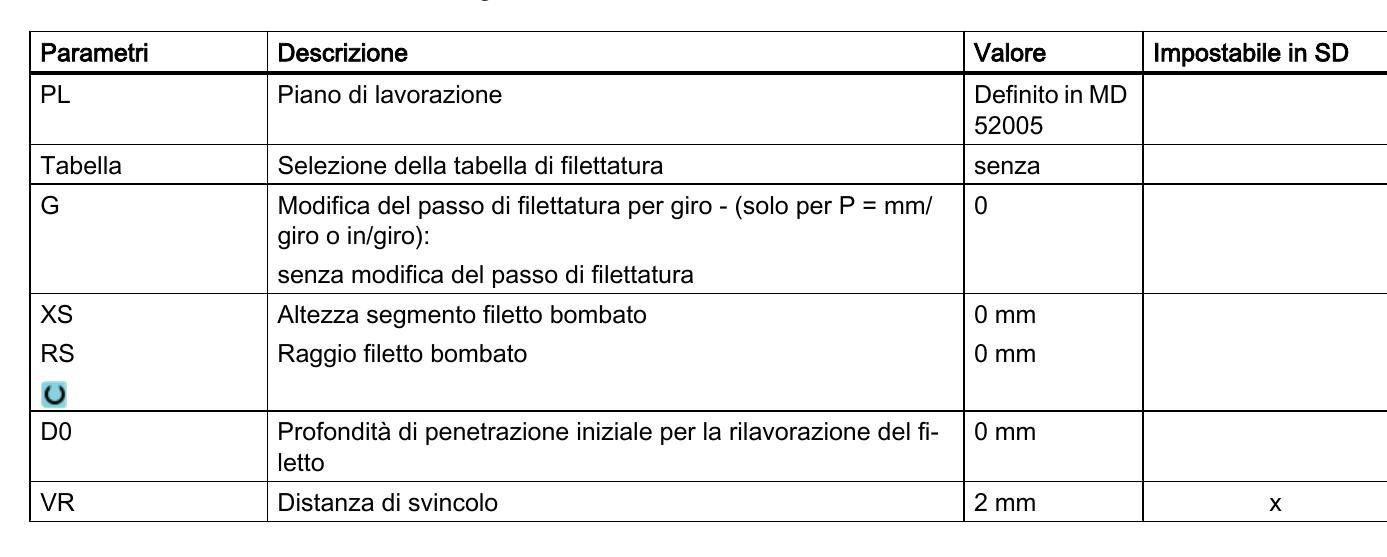 Parametri Descrizione Valore Impostabile in SD
PL Piano di lavorazione Definito in MD
52005
Tabella Selezione della tabella di filettatura senza
G Modifica del passo di filettatura per giro - (solo per P = mm/ 0
giro o in/giro):
senza modifica del passo di filettatura
XS Altezza segmento filetto bombato 0 mm
RS Raggio filetto bombato 0 mm
D0 Profondità di penetrazione iniziale per la rilavorazione del fi- 0 mm
letto
VR Distanza di svincolo 2 mm x